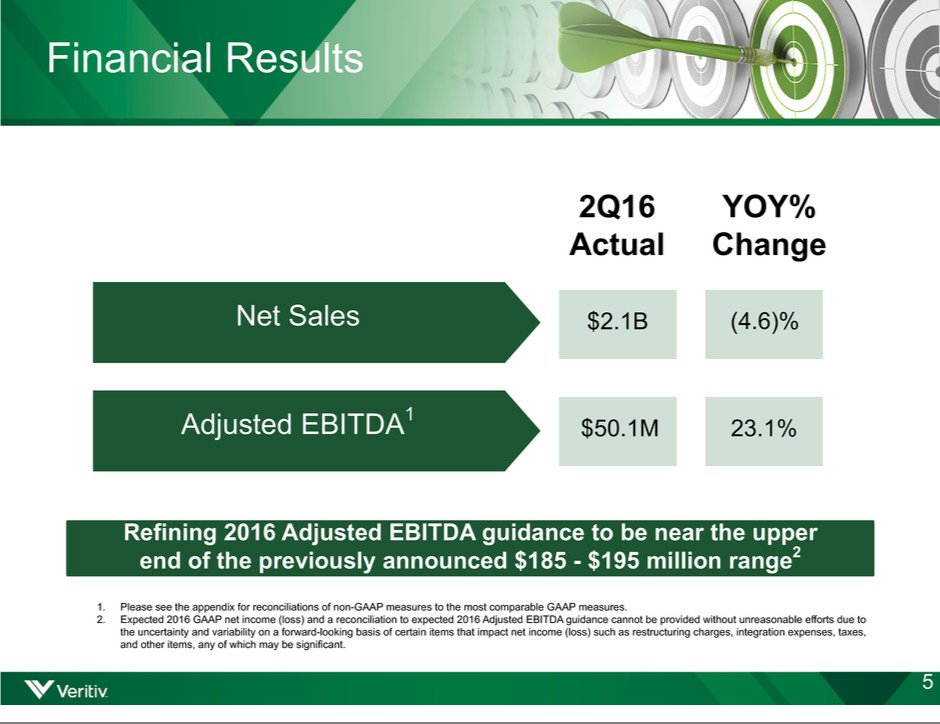 Financial Results
2Q16 Actual
YOY% Change
Net Sales
$2.1B
(4.6)%
Adjusted EBITDA1
$50.1M
23.1%
Refining 2016 Adjusted EBITDA guidance to be near the upper
end of the previously announced $185 - $195 million range2
1. Please see the appendix for reconciliations of non-GAAP measures to the most comparable GAAP measures.
2. Expected 2016 GAAP net income (loss) and a reconciliation to expected 2016 Adjusted EBITDA guidance cannot be provided without unreasonable efforts due to
the uncertainty and variability on a forward-looking basis of certain items that impact net income (loss) such as restructuring charges, integration expenses, taxes,
and other items, any of which may be significant.
Veritiv
5